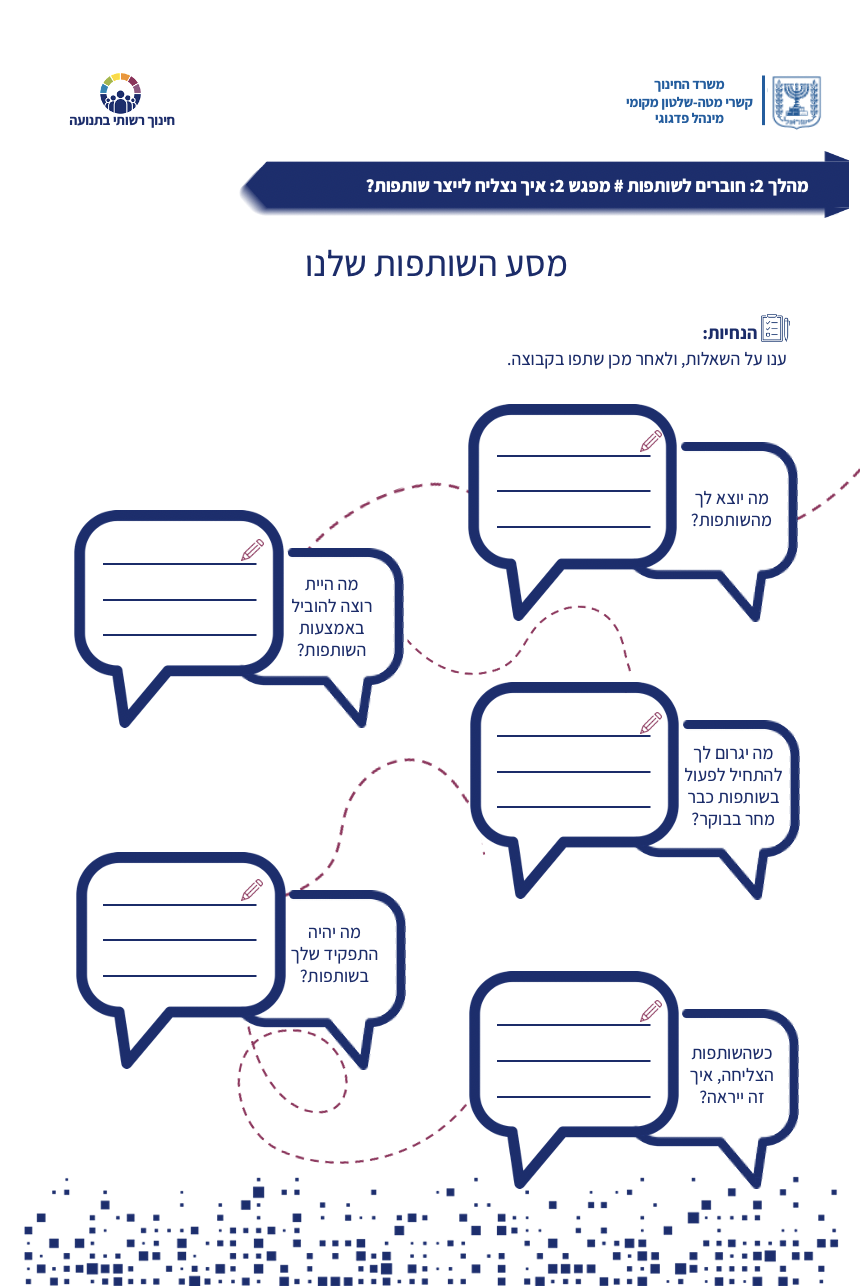 משרד החינוך
קשרי מטה-שלטון מקומי
מינהל פדגוגי
חינוך רשותי בתנועה
מהלך 2: חוברים לשותפות # מפגש 2: איך נצליח לייצר שותפות?
מסע השותפות שלנו
הנחיות:
ענו על השאלות, ולאחר מכן שתפו בקבוצה.
מה יוצא לך
מהשותפות?
מה היית
רוצה להוביל
באמצעות
השותפות?
מה יגרום לך
להתחיל לפעול
בשותפות כבר
מחר בבוקר?
מה יהיה
התפקיד שלך
בשותפות?
כשהשותפות
הצליחה, איך
זה ייראה?